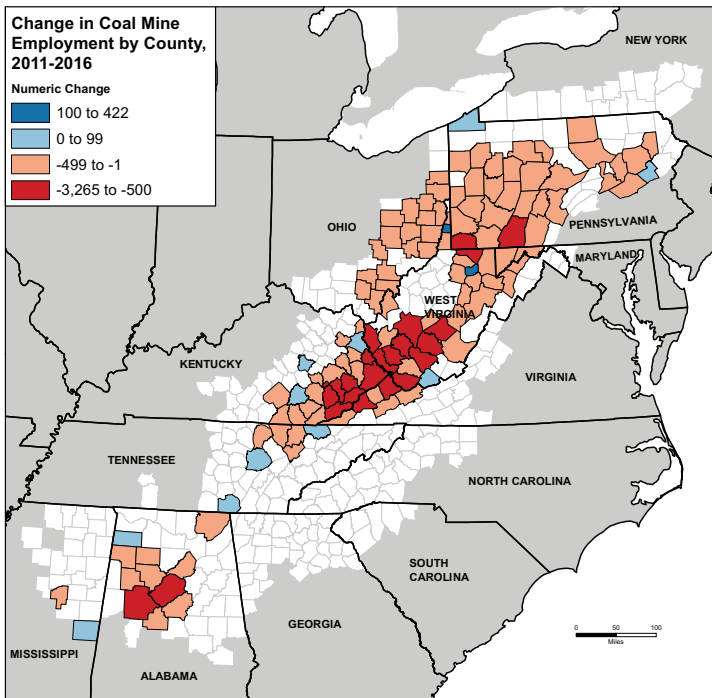 Change in Coal Mine
Employment by County,
2011-2016
Numeric Change
100 to 422
0 to 99
-499 to -1
-3,265 to -500
NEW YORK
PENNSYLVANIA
OHIO
MARYLAND
WEST
VIRGINIA
KENTUCKY
VIRGINIA
TENNESSEE
NORTH CAROLINA
SOUTH
CAROLINA
GEORGIA
MISSISSIPPI
ALABAMA
0 50 100
Miles